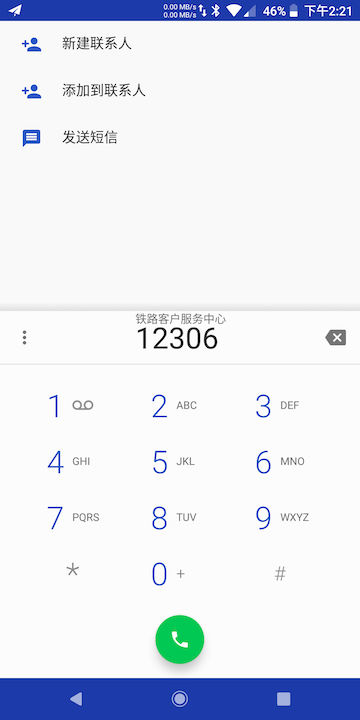 0.00 MB/s
0.00 MB/s
46%
下午2:21
新建联系人
添加到联系人
发送短信
铁路客户服务中心
12306
1
2 ABC
3 DEF
4 GHI
5 JKL
6 MNO
7 PQRS
8 TUV
9 WXYZ
*
0 +
#